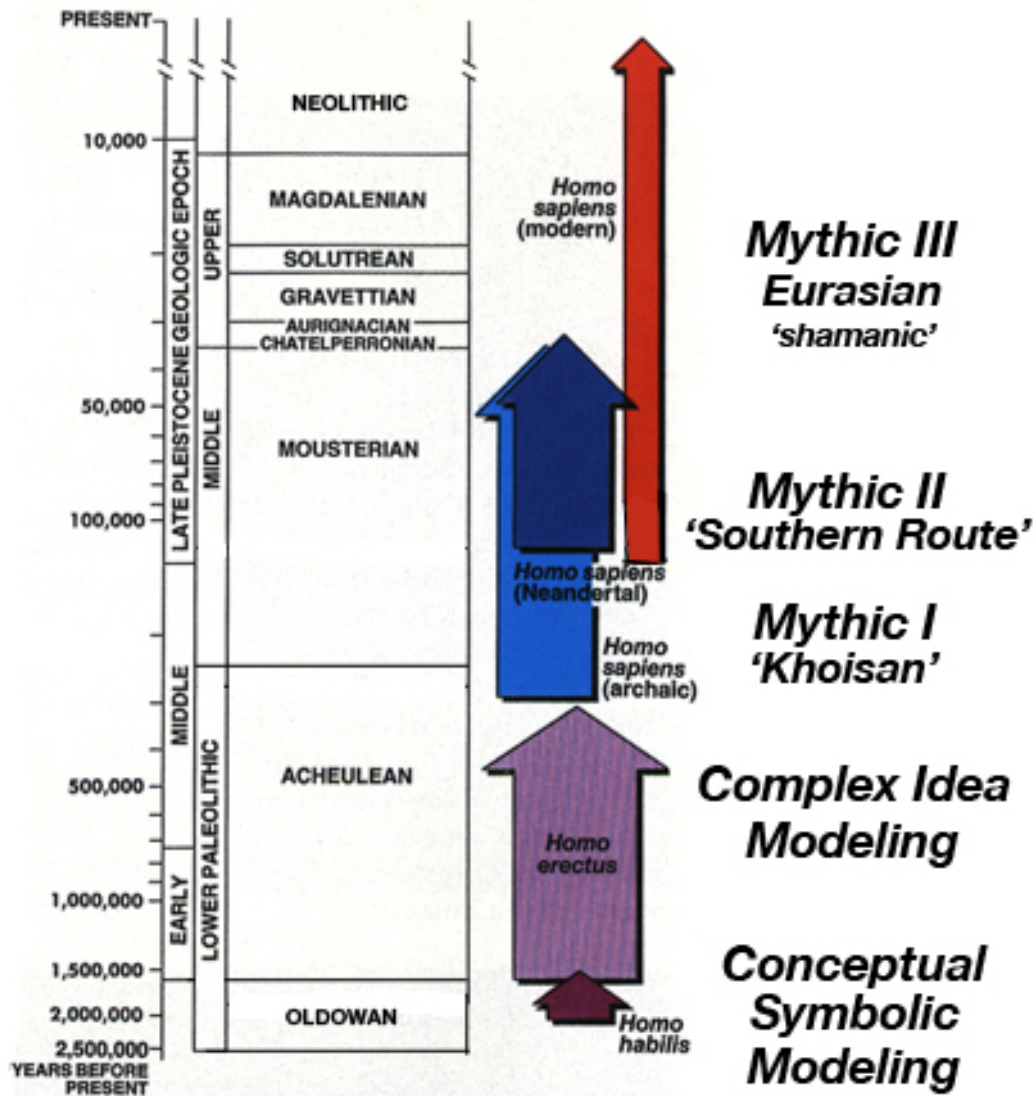 PRESENT
10,000
50,000
100,000
500,000
1,000,000
1,500,000
2,000,000
2,500,000
YEARS BEFORE
PRESENT
LATE PLEISTOCENE GEOLOGIC EPOCH
MIDDLE
EARLY
UPPER
MIDDLE
LOWER PALEOLITHIC
NEOLITHIC
MAGDALENIAN
SOLUTREAN
GRAVETTIAN
AURIGNACIAN
CHATELPERRONIAN
MOUSTERIAN
ACHEULEAN
OLDOWAN
Homo
sapiens
(modern)
Homo sapiens
(Neandertal)
Homo
sapiens
(archaic)
Homo
erectus
Homo
habilis
Mythic III
Eurasian
‘shamanic’
Mythic II
‘Southern Route’
Mythic I
‘Khoisan’
Complex Idea
Modeling
Conceptual
Symbolic
Modeling